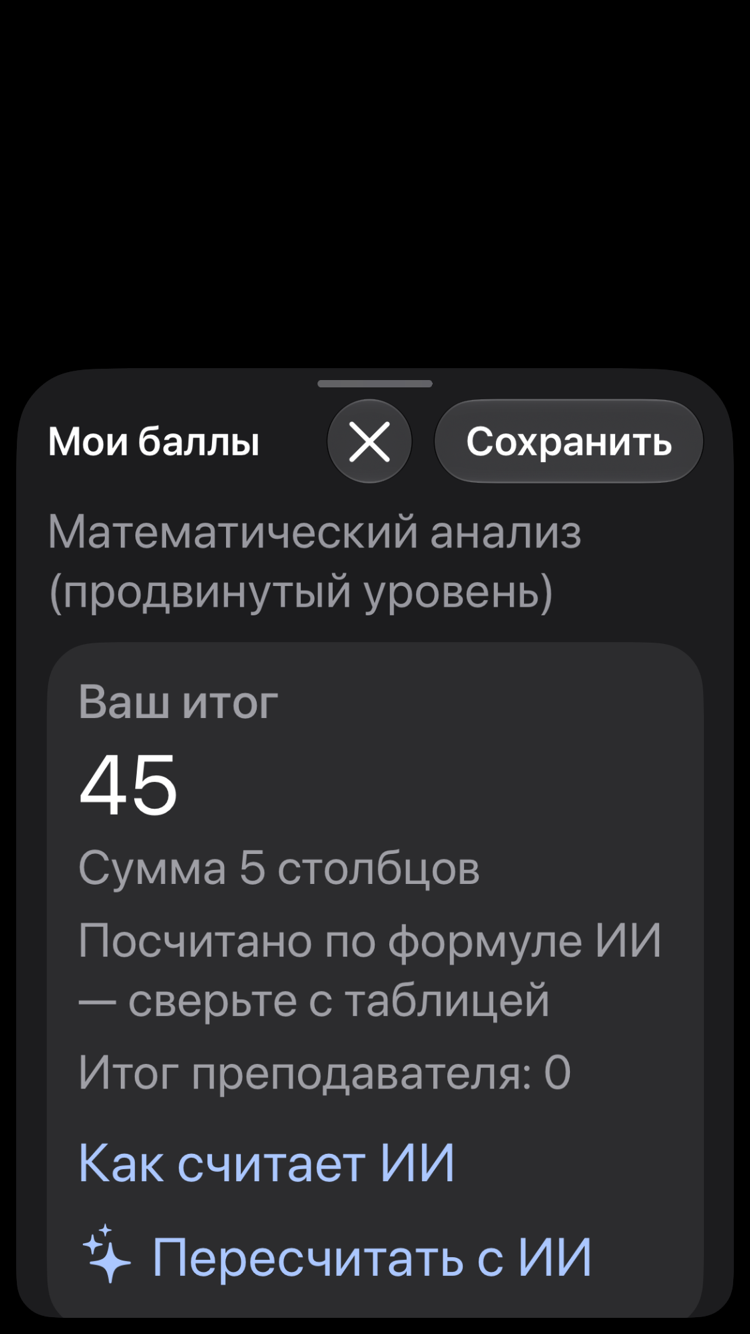 Мои баллы
Сохранить
Математический анализ
(продвинутый уровень)
Ваш итог
45
Сумма 5 столбцов
Посчитано по формуле ИИ
— сверьте с таблицей
Итог преподавателя: 0
Как считает ИИ
Пересчитать с ИИ